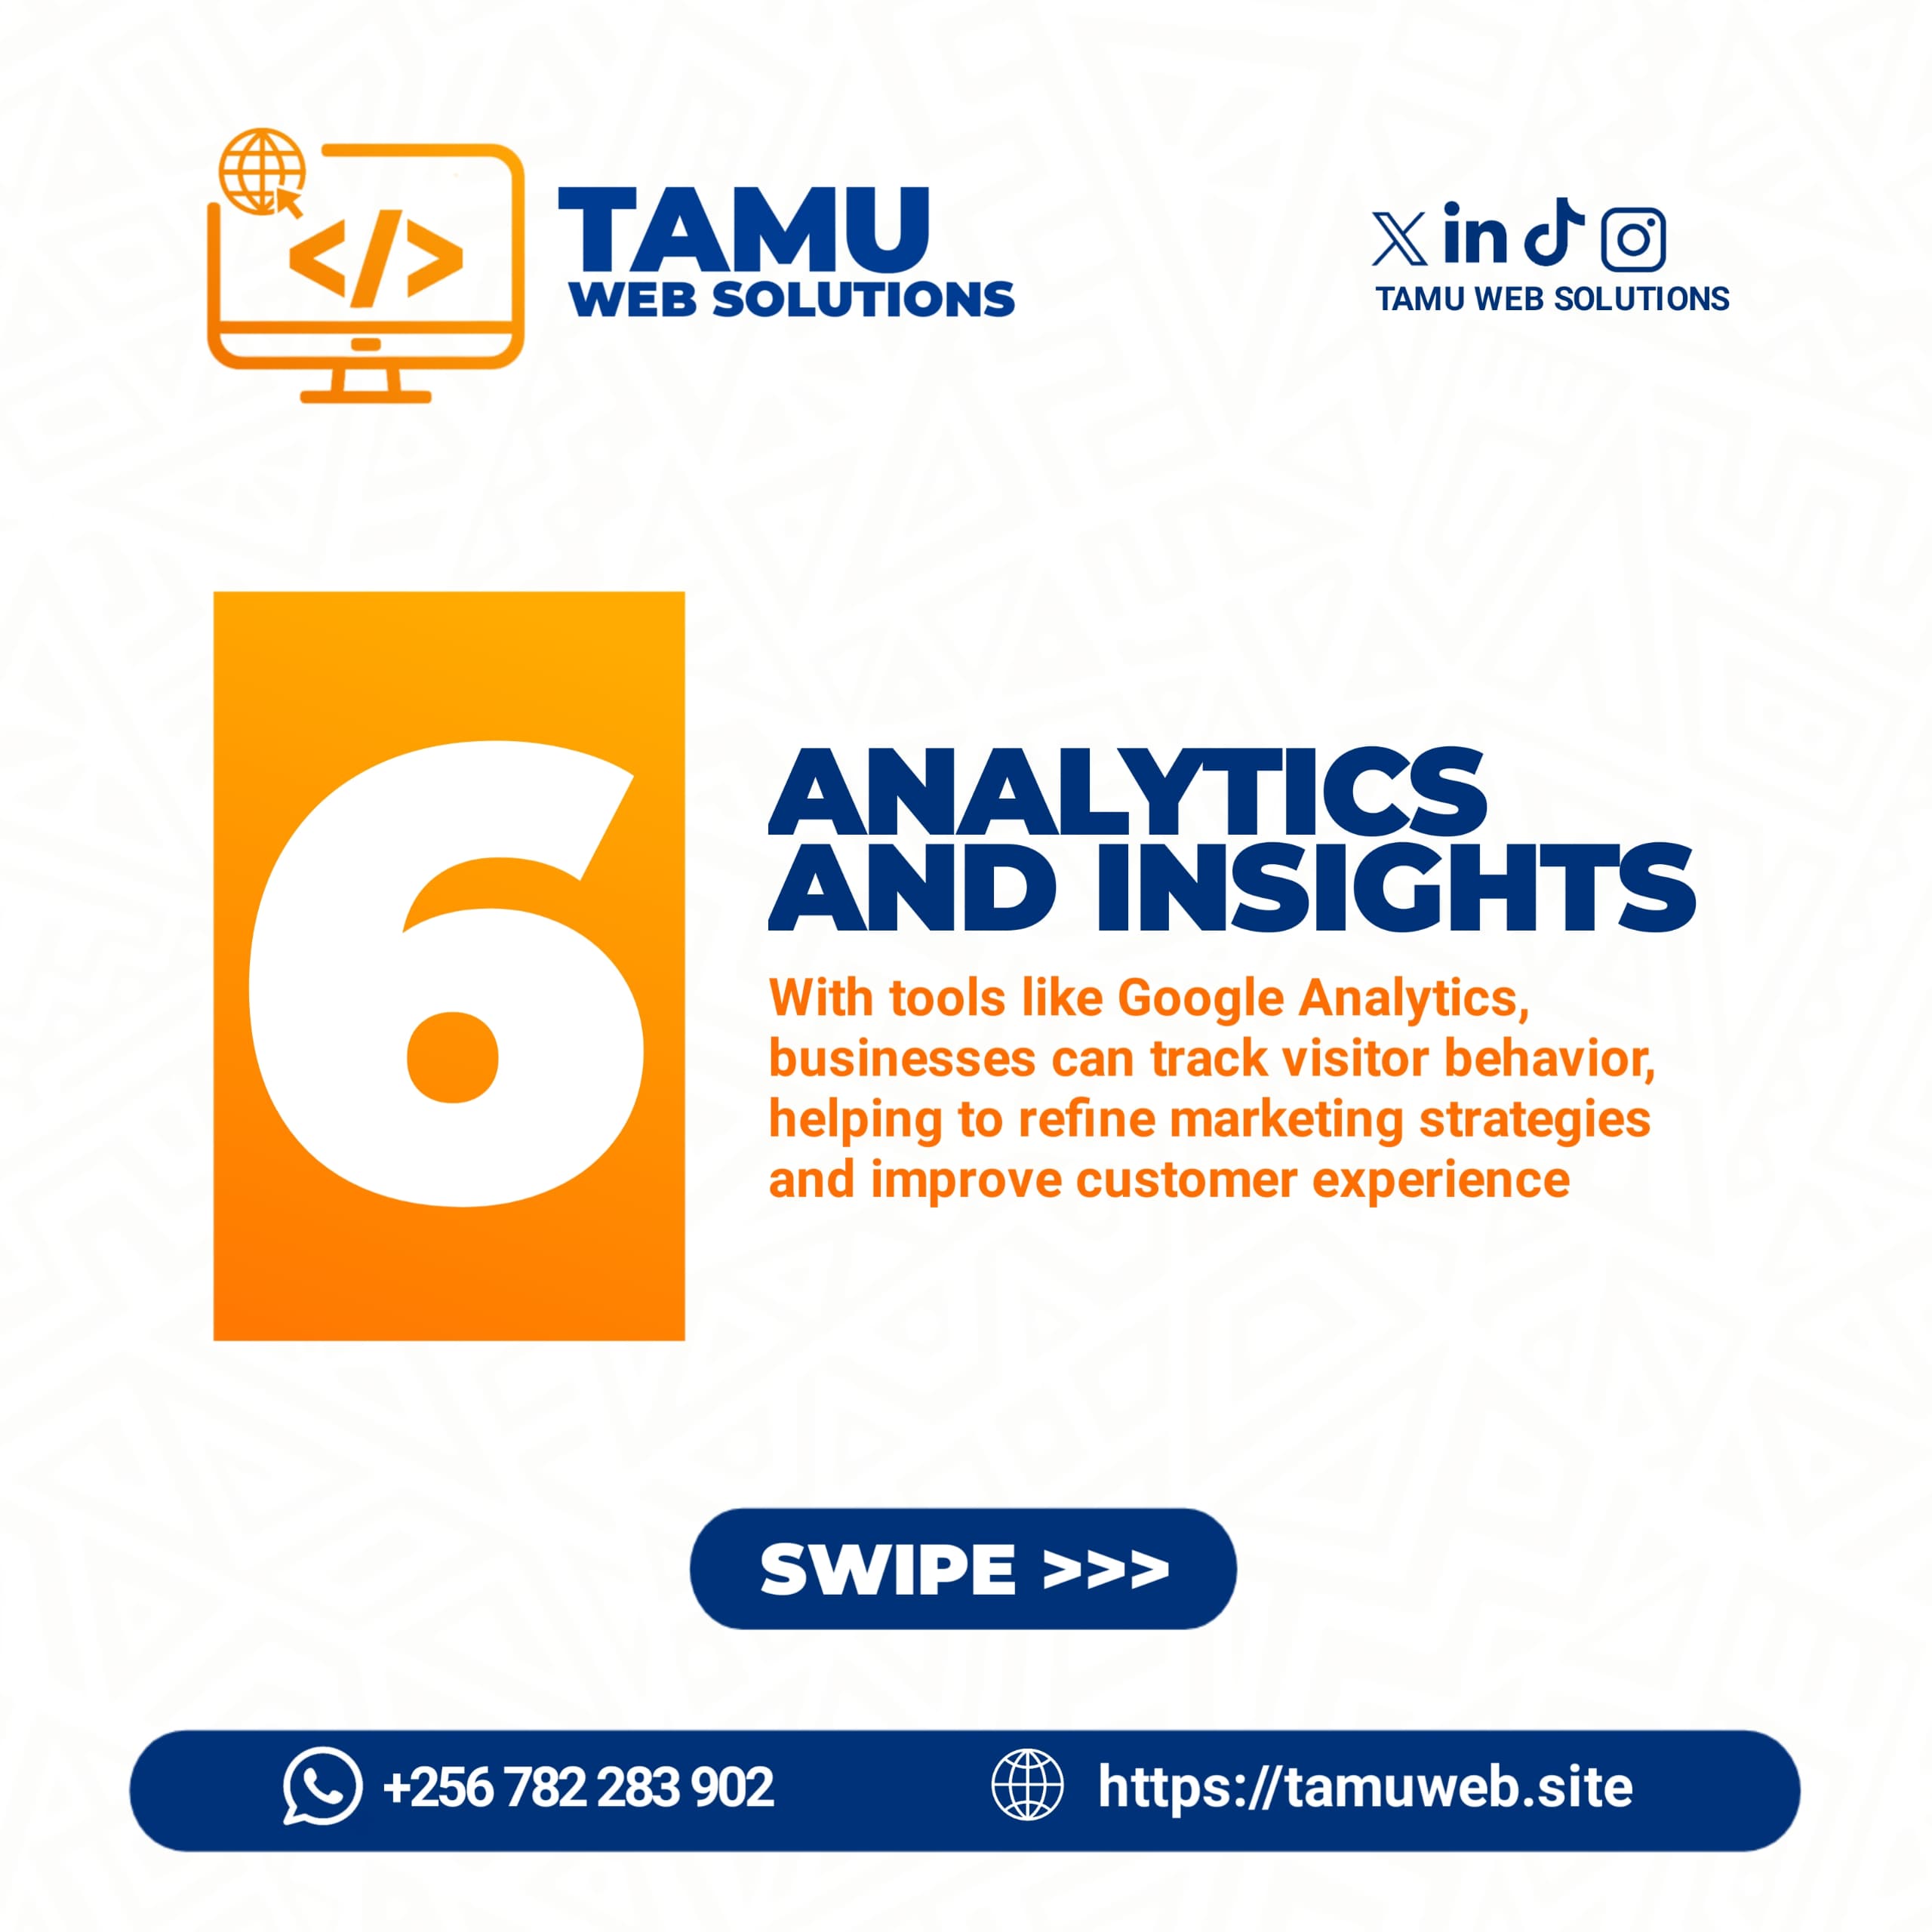 </>
TAMU
WEB SOLUTIONS
X in
TAMU WEB SOLUTIONS
6
ANALYTICS
AND INSIGHTS
With tools like Google Analytics,
businesses can track visitor behavior,
helping to refine marketing strategies
and improve customer experience
SWIPE >>>
+256 782 283 902
https://tamuweb.site